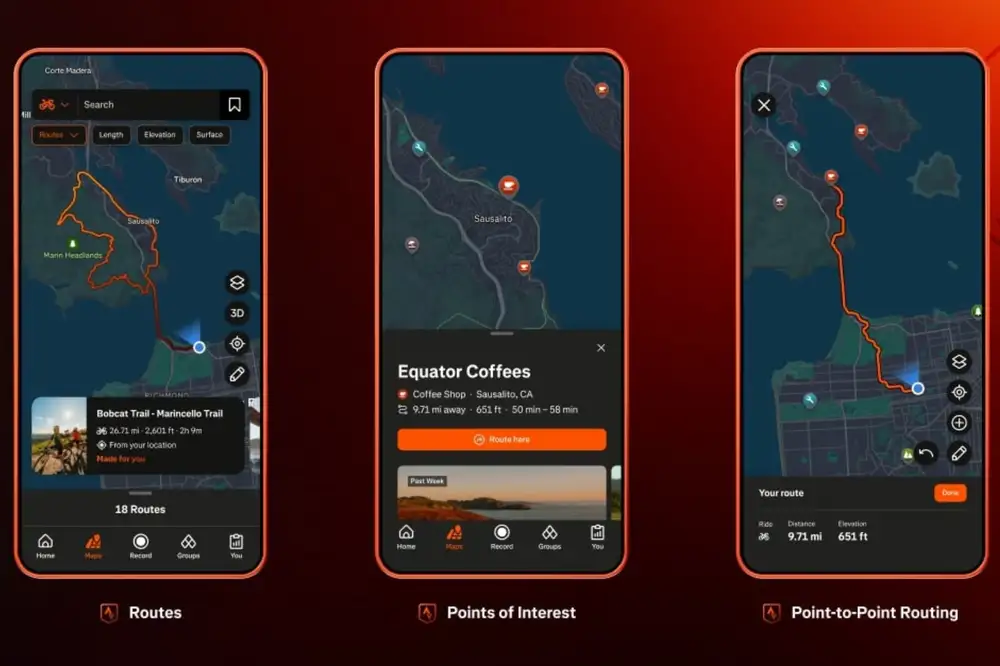 Corte Madera
Search
Routes
Length
Elevation
Surface
Tiburon
Sausalito
Marin Headlands
3D
RICHMOND
Bobcat Trail - Marincello Trail
26.71 mi · 2,601 ft · 2h 9m
From your location
Made for you
18 Routes
Home
Maps
Record
Groups
You
Routes
Sausalito
Equator Coffees
Coffee Shop · Sausalito, CA
9.71 mi away · 651 ft · 50 min – 58 min
Route here
Past Week
Home
Maps
Record
Groups
You
Points of Interest
Your route
Done
Ride
Distance
Elevation
9.71 mi
651 ft
Point-to-Point Routing